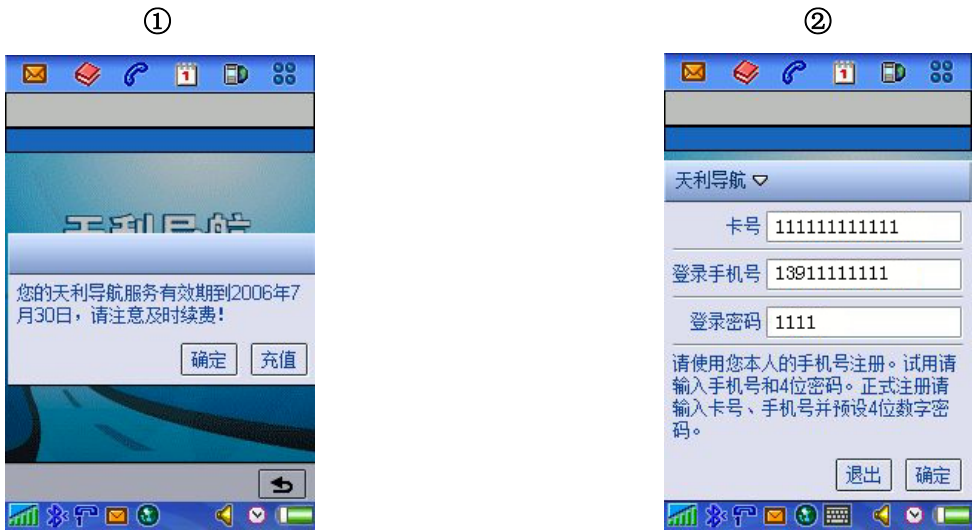 ① ②
1
天利导航
您的天利导航服务有效期到2006年7
月30日，请注意及时续费!
确定 充值
1
天利导航
卡号 111111111111
登录手机号 13911111111
登录密码 1111
请使用您本人的手机号注册。试用请
输入手机号和4位密码。正式注册请
输入卡号、手机号并预设4位数字密
码。
退出 确定